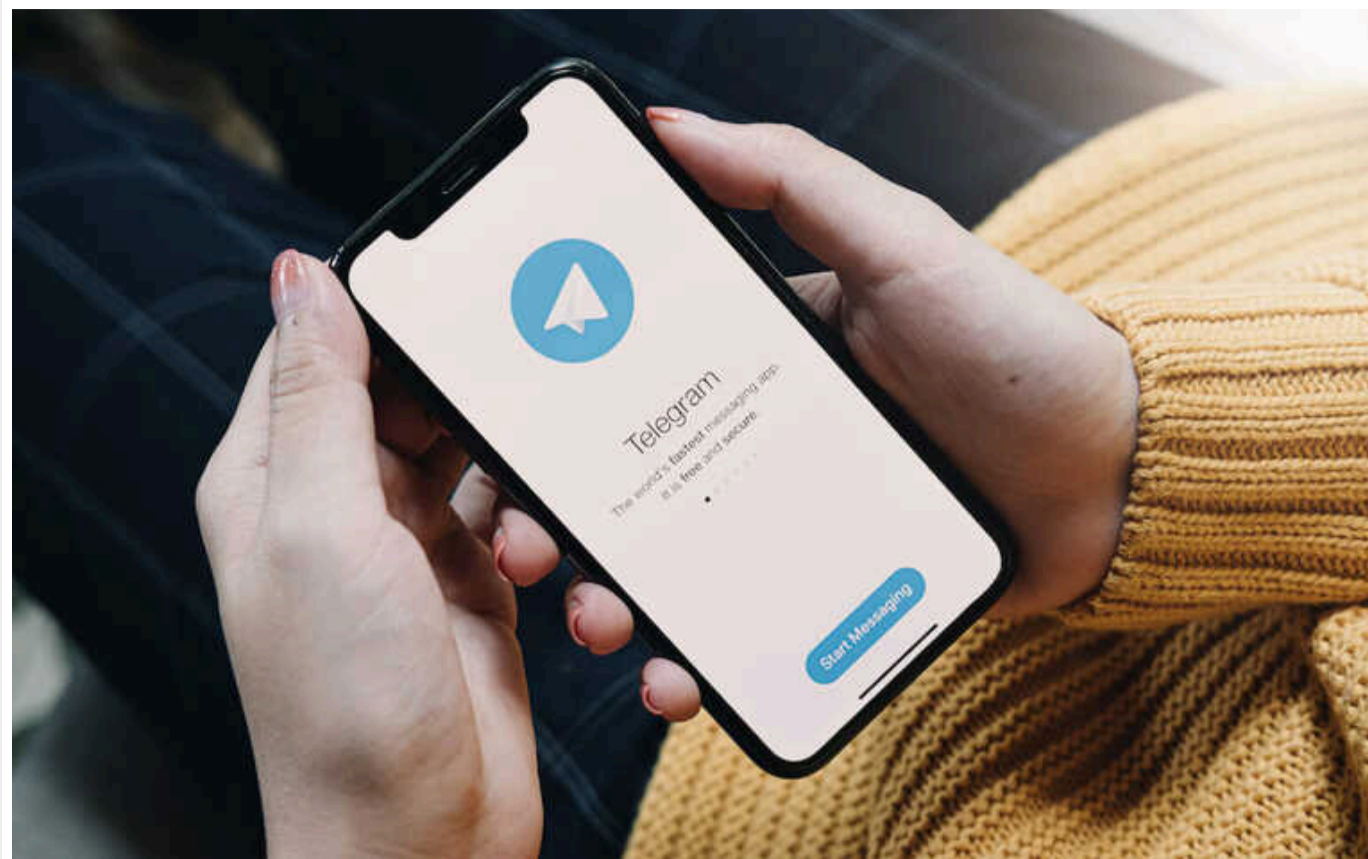 Telegram
The world's fastest messaging app.
It is free and secure.
Start Messaging